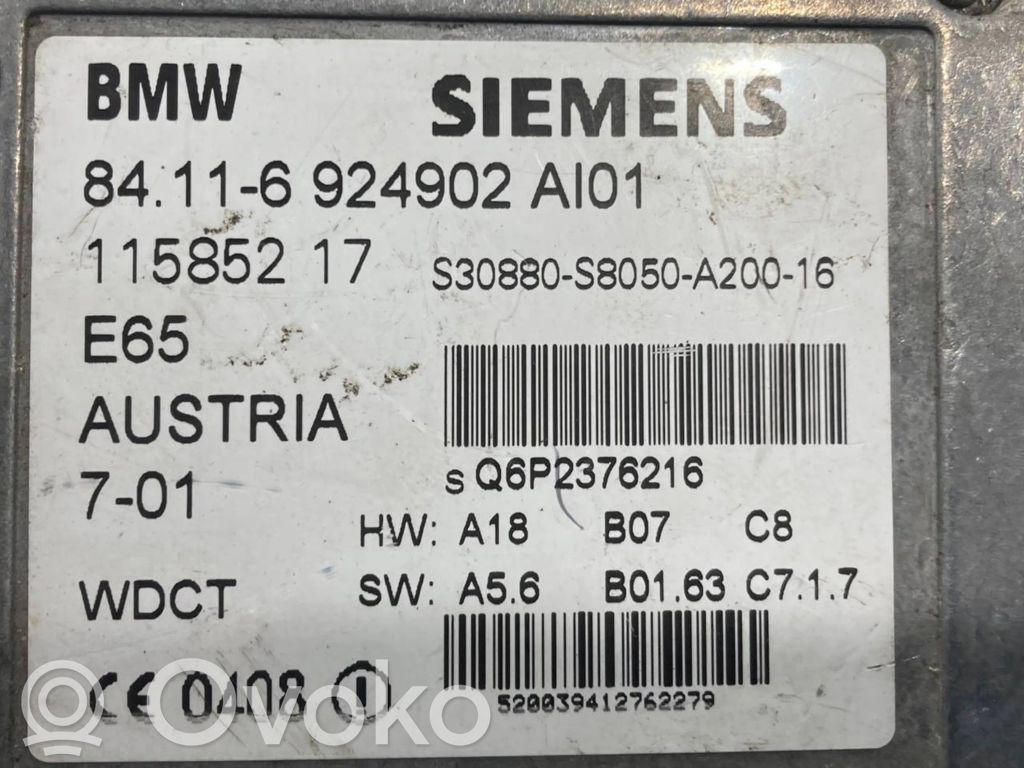 BMW SIEMENS
84.11-6 924902 AI01
115852 17 S30880-S8050-A200-16
E65
AUSTRIA
7-01 s Q6P2376216
HW: A18 B07 C8
WDCT SW: A5.6 B01.63 C7.1.7
CE 0408 !
520039412762279
Ovoko